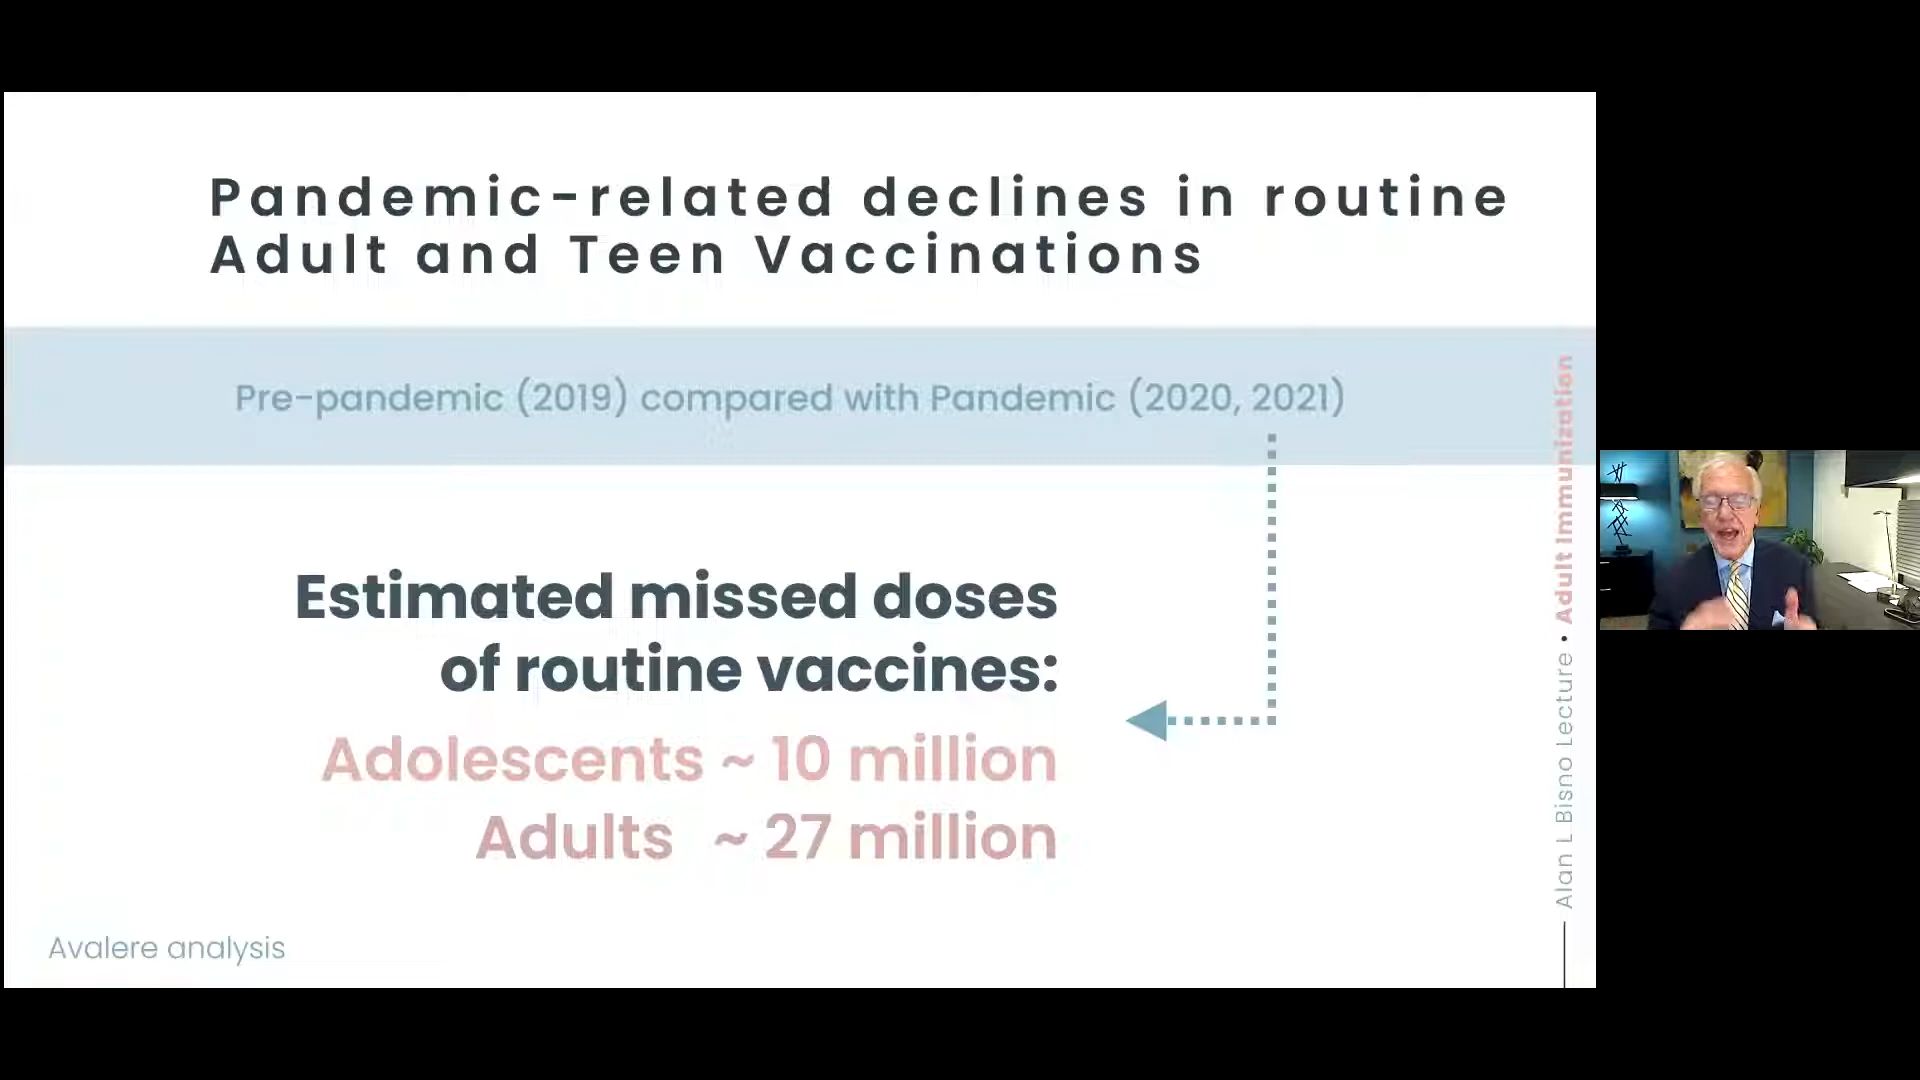 Pandemic-related declines in routine
Adult and Teen Vaccinations
Pre-pandemic (2019) compared with Pandemic (2020, 2021)
Estimated missed doses
of routine vaccines:
Adolescents ~ 10 million
Adults ~ 27 million
Avalere analysis
Alan L Bisno Lecture • Adult Immunization